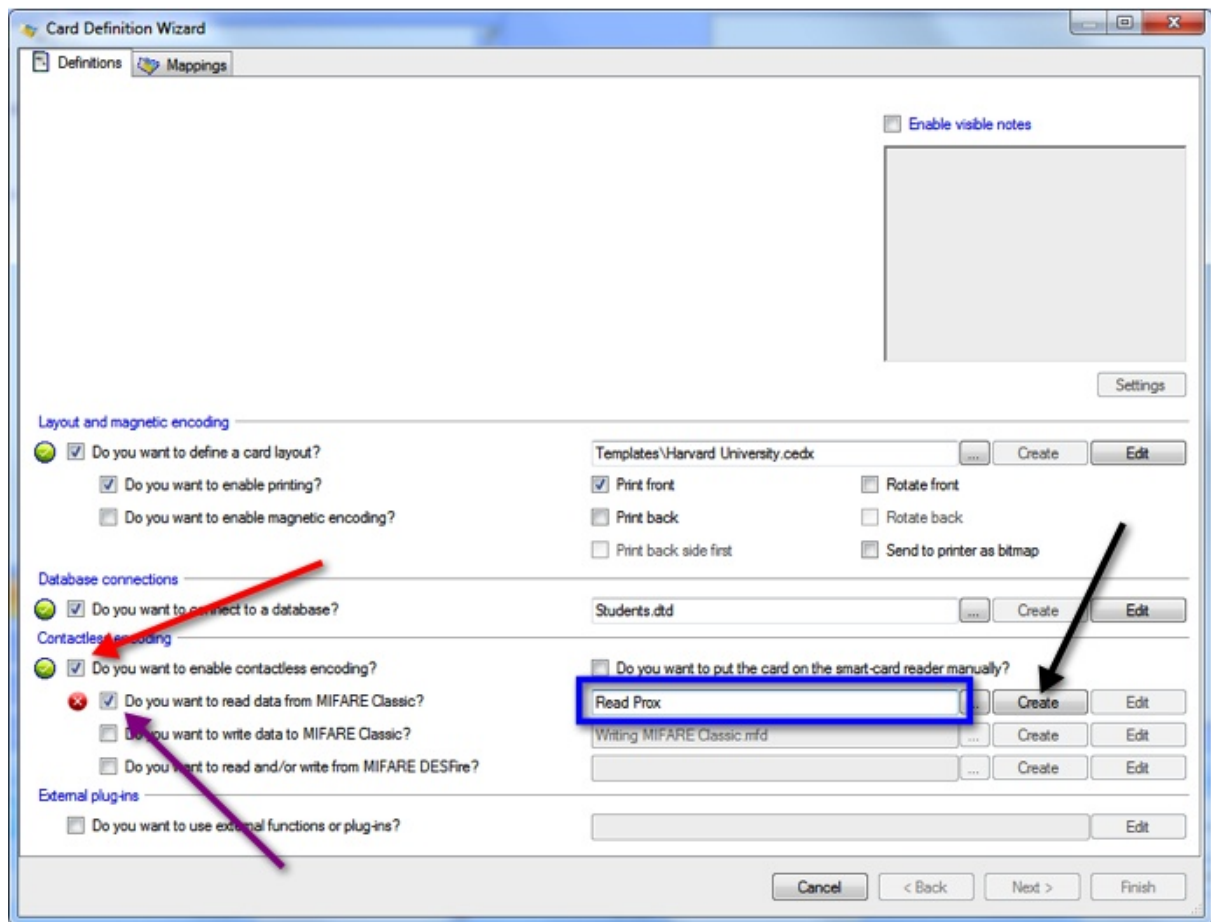 Card Definition Wizard
Definitions Mappings
Enable visible notes
Settings
Layout and magnetic encoding
Do you want to define a card layout? Templates\Harvard University.cedx ... Create Edit
Do you want to enable printing? Print front Rotate front
Do you want to enable magnetic encoding? Print back Rotate back
Print back side first Send to printer as bitmap
Database connections
Do you want to connect to a database? Students.dtd ... Create Edit
Contactless encoding
Do you want to enable contactless encoding? Do you want to put the card on the smart-card reader manually?
Do you want to read data from MIFARE Classic? Read Prox ... Create Edit
Do you want to write data to MIFARE Classic? Writing MIFARE Classic.mfd ... Create Edit
Do you want to read and/or write from MIFARE DESFire? ... Create Edit
External plug-ins
Do you want to use external functions or plug-ins? Edit
Cancel < Back Next > Finish